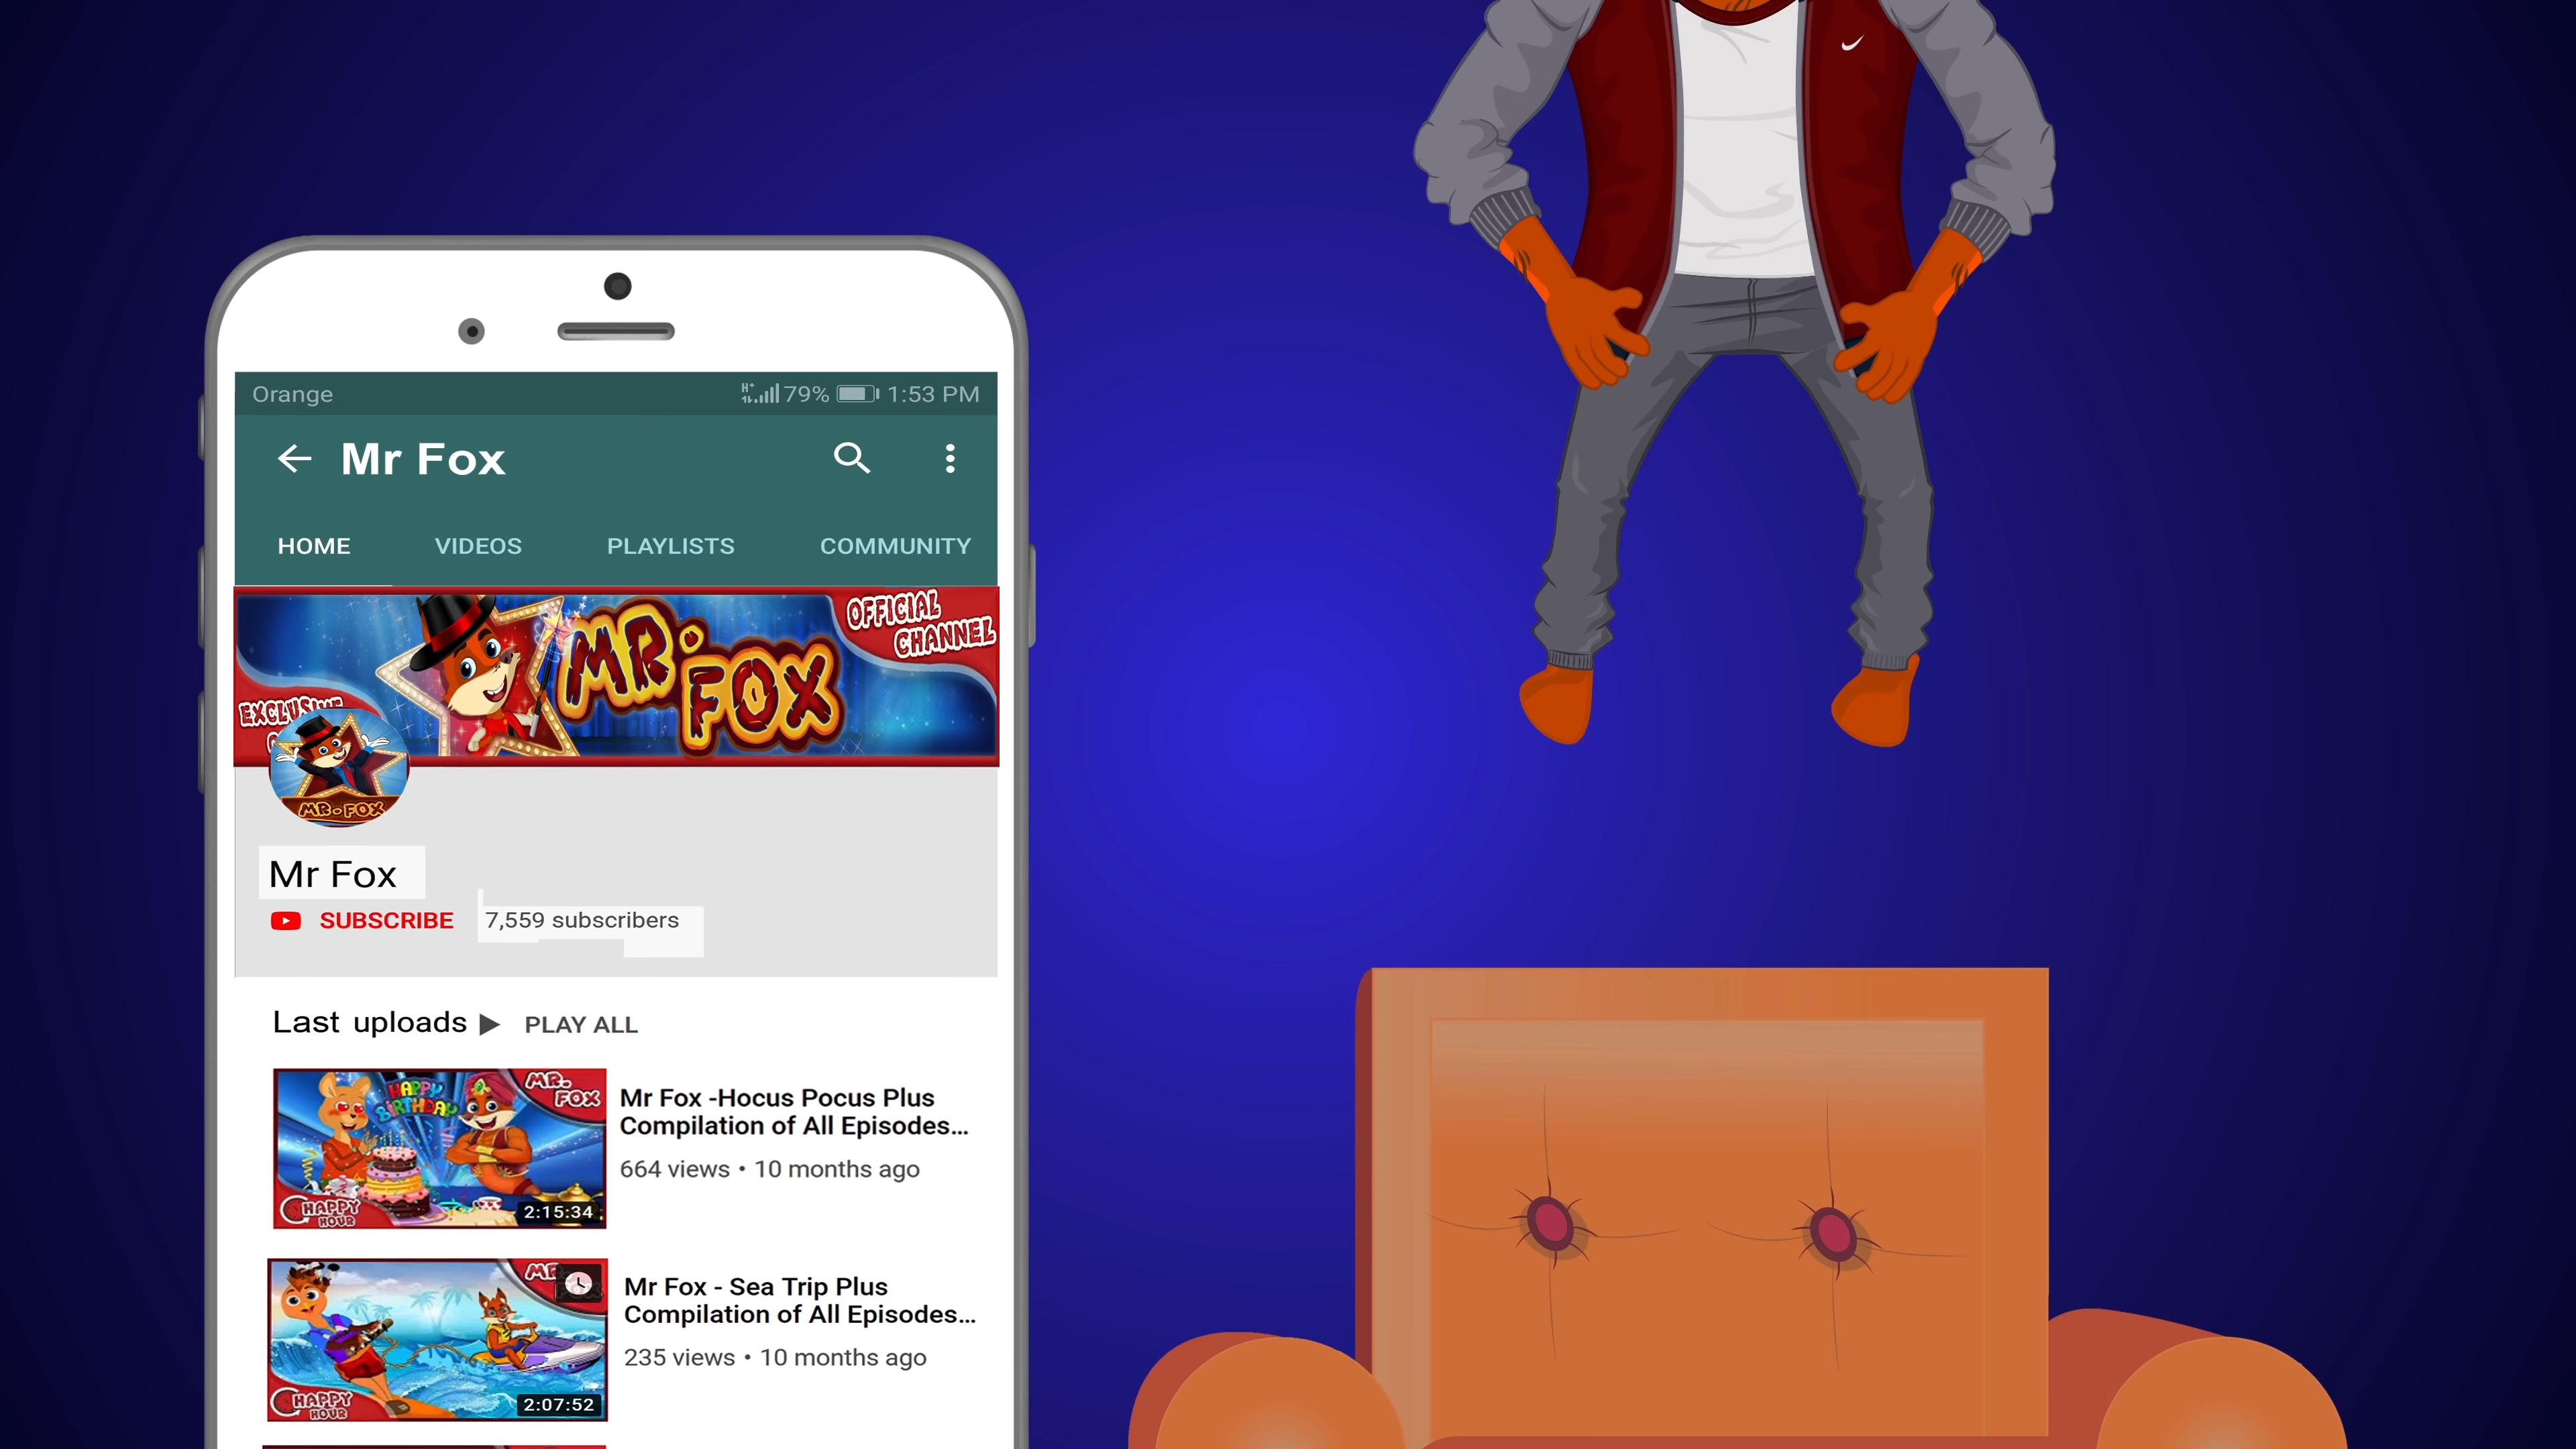 Orange 79% 1:53 PM
Mr Fox
HOME VIDEOS PLAYLISTS COMMUNITY
OFFICIAL
CHANNEL
MR.
FOX
EXCLUSIVE
MR-FOX
Mr Fox
SUBSCRIBE 7,559 subscribers
Last uploads PLAY ALL
HAPPY
BIRTHDAY
MR.
FOX
HAPPY
HOUR
2:15:34
Mr Fox -Hocus Pocus Plus
Compilation of All Episodes...
664 views • 10 months ago
HAPPY
HOUR
2:07:52
Mr Fox - Sea Trip Plus
Compilation of All Episodes...
235 views • 10 months ago